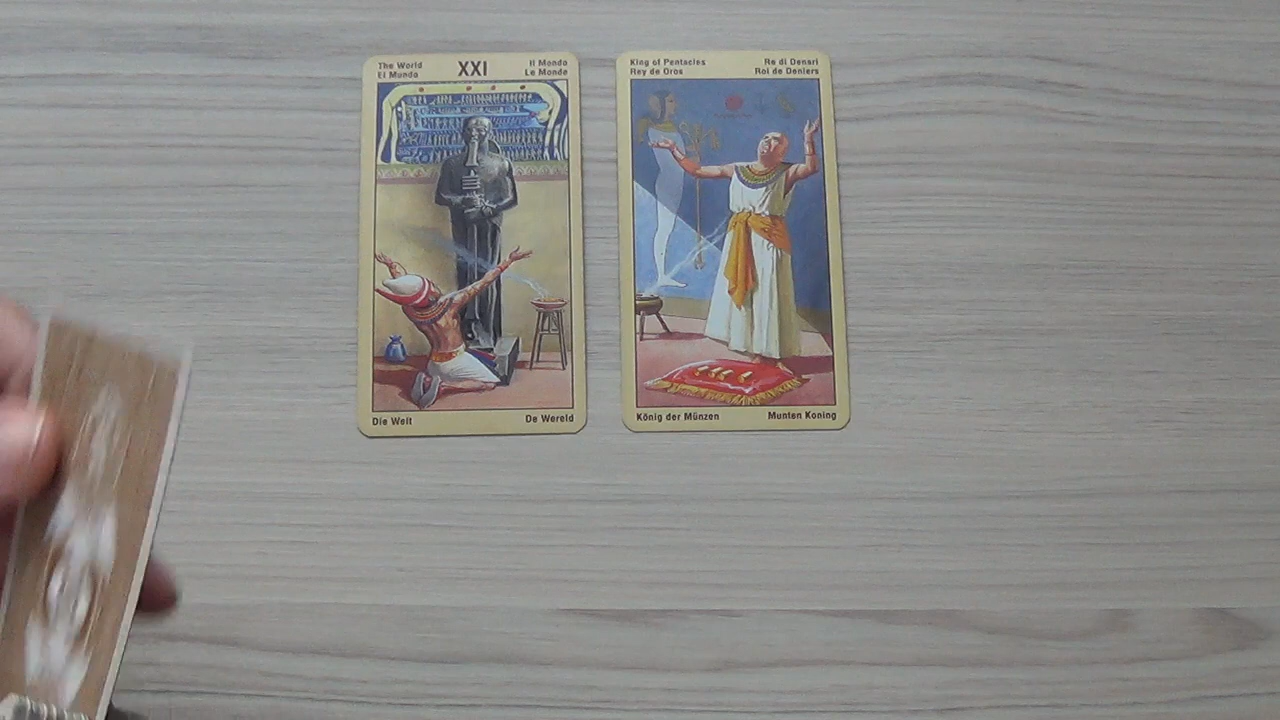 The World XXI Il Mondo
El Mundo Le Monde
Die Welt De Wereld
King of Pentacles Re di Denari
Rey de Oros Roi de Deniers
König der Münzen Munten Koning